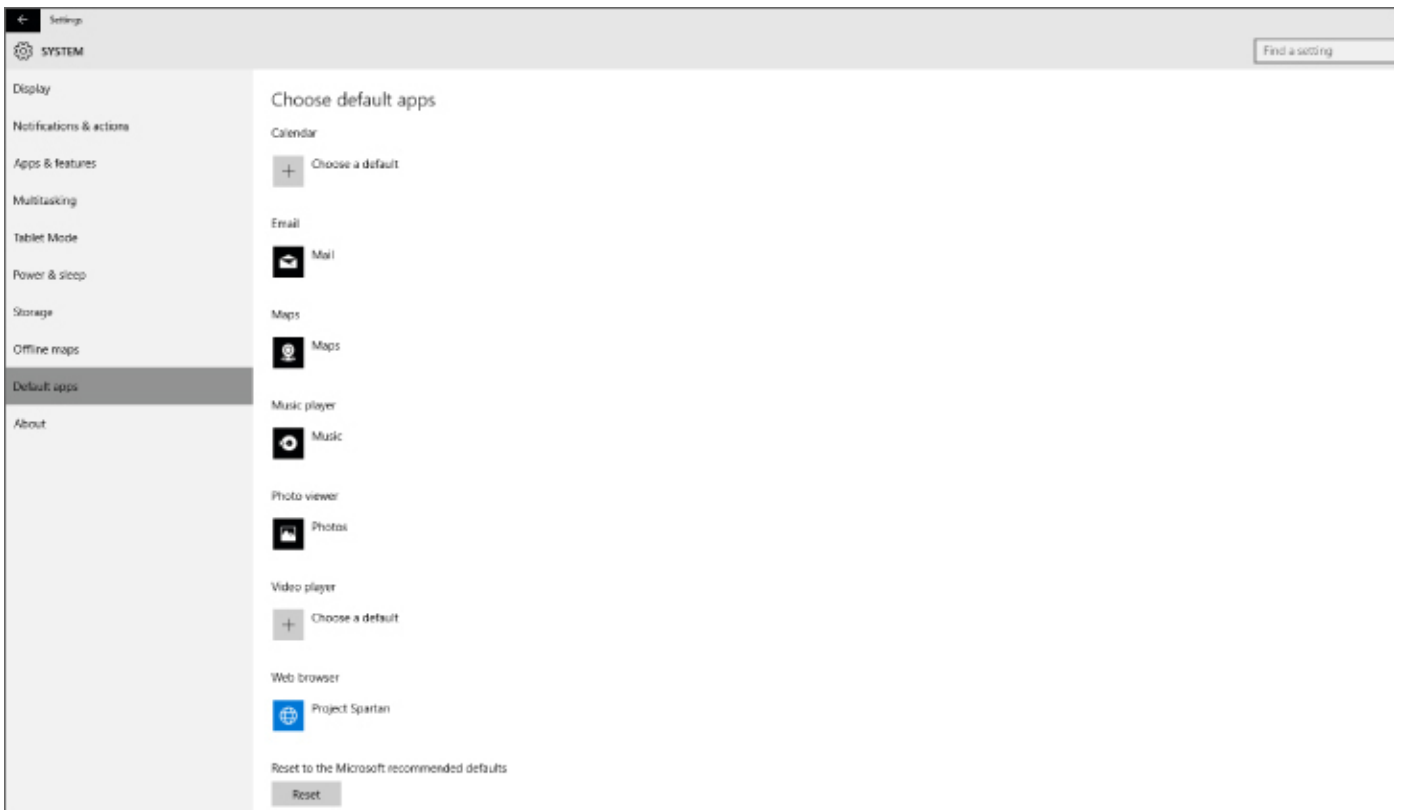 Settings
SYSTEM
Find a setting
Display
Notifications & actions
Apps & features
Multitasking
Tablet Mode
Power & sleep
Storage
Offline maps
Default apps
About
Choose default apps
Calendar
Choose a default
Email
Mail
Maps
Maps
Music player
Music
Photo viewer
Photos
Video player
Choose a default
Web browser
Project Spartan
Reset to the Microsoft recommended defaults
Reset